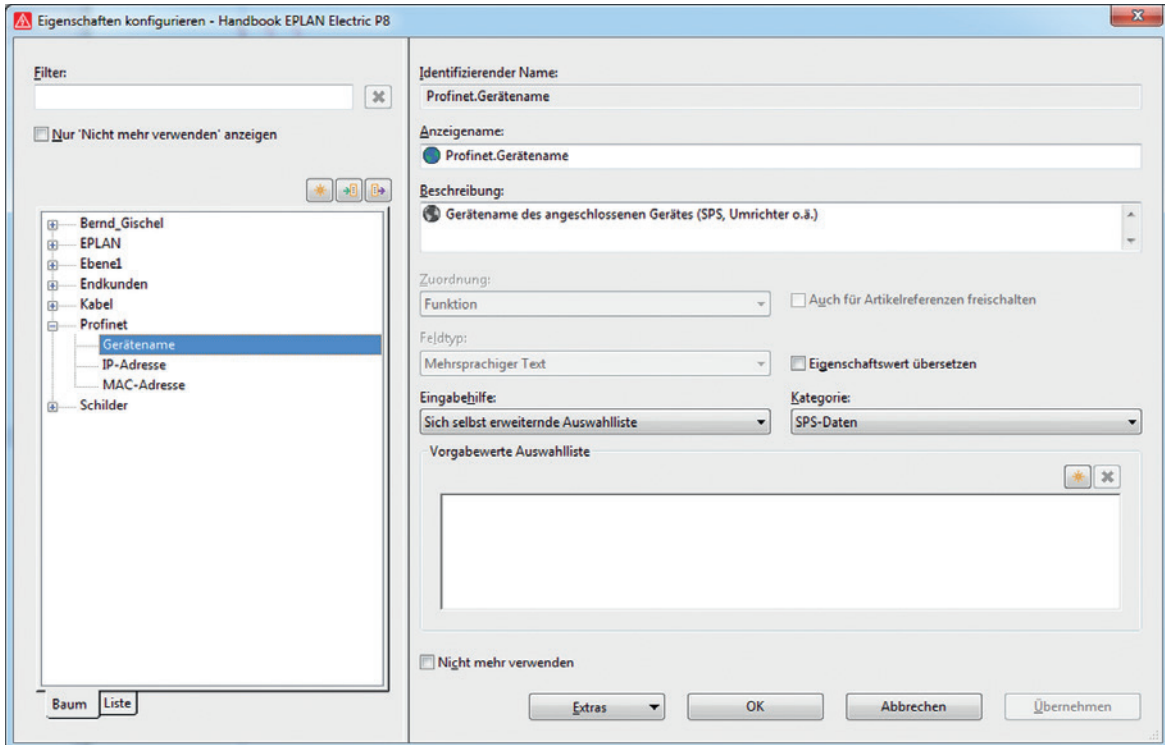 Eigenschaften konfigurieren - Handbook EPLAN Electric P8
Filter:
Nur 'Nicht mehr verwenden' anzeigen
Bernd_Gischel
EPLAN
Ebene1
Endkunden
Kabel
Profinet
Gerätename
IP-Adresse
MAC-Adresse
Schilder
Baum
Liste
Identifizierender Name:
Profinet.Gerätename
Anzeigename:
Profinet.Gerätename
Beschreibung:
Gerätename des angeschlossenen Gerätes (SPS, Umrichter o.ä.)
Zuordnung:
Funktion
Auch für Artikelreferenzen freischalten
Feldtyp:
Mehrsprachiger Text
Eigenschaftswert übersetzen
Eingabehilfe:
Kategorie:
Sich selbst erweiternde Auswahlliste
SPS-Daten
Vorgabewerte Auswahlliste
Nicht mehr verwenden
Extras
OK
Abbrechen
Übernehmen